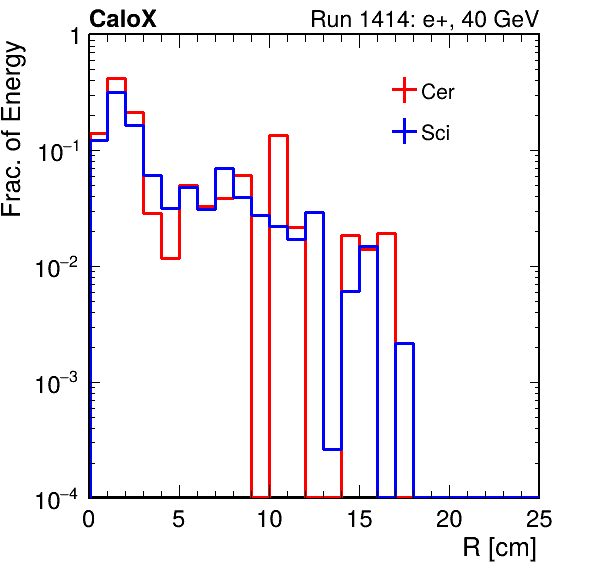 CaloX Run 1414: e+, 40 GeV
Frac. of Energy
1
10⁻¹
10⁻²
10⁻³
10⁻⁴
Cer
Sci
0 5 10 15 20 25
R [cm]